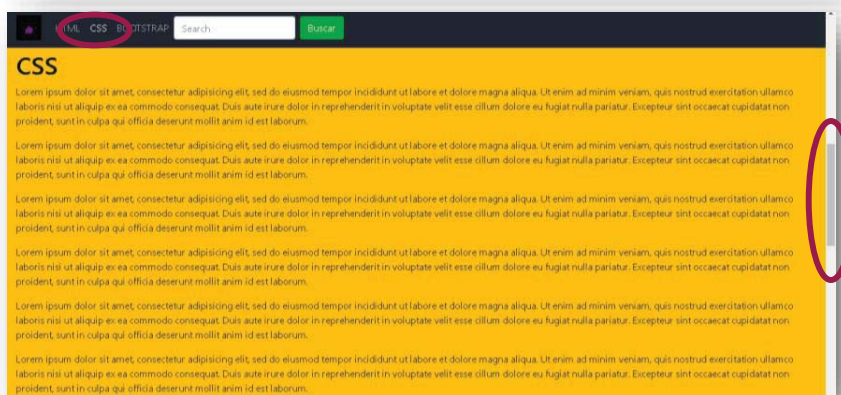 HTML CSS BOOTSTRAP Search Buscar
CSS
Lorem ipsum dolor sit amet, consectetur adipisicing elit, sed do eiusmod tempor incididunt ut labore et dolore magna aliqua. Ut enim ad minim veniam, quis nostrud exercitation ullamco
laboris nisi ut aliquip ex ea commodo consequat. Duis aute irure dolor in reprehenderit in voluptate velit esse cillum dolore eu fugiat nulla pariatur. Excepteur sint occaecat cupidatat non
proident, sunt in culpa qui officia deserunt mollit anim id est laborum.
Lorem ipsum dolor sit amet, consectetur adipisicing elit, sed do eiusmod tempor incididunt ut labore et dolore magna aliqua. Ut enim ad minim veniam, quis nostrud exercitation ullamco
laboris nisi ut aliquip ex ea commodo consequat. Duis aute irure dolor in reprehenderit in voluptate velit esse cillum dolore eu fugiat nulla pariatur. Excepteur sint occaecat cupidatat non
proident, sunt in culpa qui officia deserunt mollit anim id est laborum.
Lorem ipsum dolor sit amet, consectetur adipisicing elit, sed do eiusmod tempor incididunt ut labore et dolore magna aliqua. Ut enim ad minim veniam, quis nostrud exercitation ullamco
laboris nisi ut aliquip ex ea commodo consequat. Duis aute irure dolor in reprehenderit in voluptate velit esse cillum dolore eu fugiat nulla pariatur. Excepteur sint occaecat cupidatat non
proident, sunt in culpa qui officia deserunt mollit anim id est laborum.
Lorem ipsum dolor sit amet, consectetur adipisicing elit, sed do eiusmod tempor incididunt ut labore et dolore magna aliqua. Ut enim ad minim veniam, quis nostrud exercitation ullamco
laboris nisi ut aliquip ex ea commodo consequat. Duis aute irure dolor in reprehenderit in voluptate velit esse cillum dolore eu fugiat nulla pariatur. Excepteur sint occaecat cupidatat non
proident, sunt in culpa qui officia deserunt mollit anim id est laborum.
Lorem ipsum dolor sit amet, consectetur adipisicing elit, sed do eiusmod tempor incididunt ut labore et dolore magna aliqua. Ut enim ad minim veniam, quis nostrud exercitation ullamco
laboris nisi ut aliquip ex ea commodo consequat. Duis aute irure dolor in reprehenderit in voluptate velit esse cillum dolore eu fugiat nulla pariatur. Excepteur sint occaecat cupidatat non
proident, sunt in culpa qui officia deserunt mollit anim id est laborum.
Lorem ipsum dolor sit amet, consectetur adipisicing elit, sed do eiusmod tempor incididunt ut labore et dolore magna aliqua. Ut enim ad minim veniam, quis nostrud exercitation ullamco
laboris nisi ut aliquip ex ea commodo consequat. Duis aute irure dolor in reprehenderit in voluptate velit esse cillum dolore eu fugiat nulla pariatur. Excepteur sint occaecat cupidatat non
proident, sunt in culpa qui officia deserunt mollit anim id est laborum.